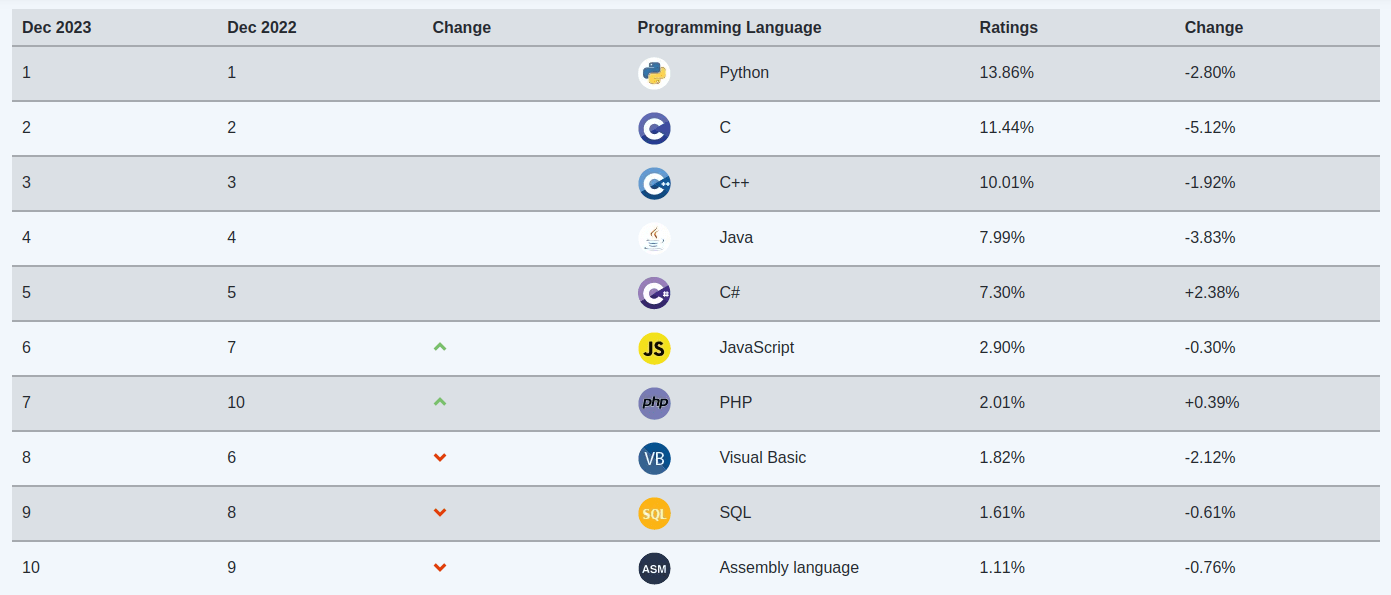 Dec 2023 Dec 2022 Change Programming Language Ratings Change
1 1 Python 13.86% -2.80%
2 2 C C 11.44% -5.12%
3 3 C++ C++ 10.01% -1.92%
4 4 Java 7.99% -3.83%
5 5 C# C# 7.30% +2.38%
6 7 JS JavaScript 2.90% -0.30%
7 10 php PHP 2.01% +0.39%
8 6 VB Visual Basic 1.82% -2.12%
9 8 SQL SQL 1.61% -0.61%
10 9 ASM Assembly language 1.11% -0.76%